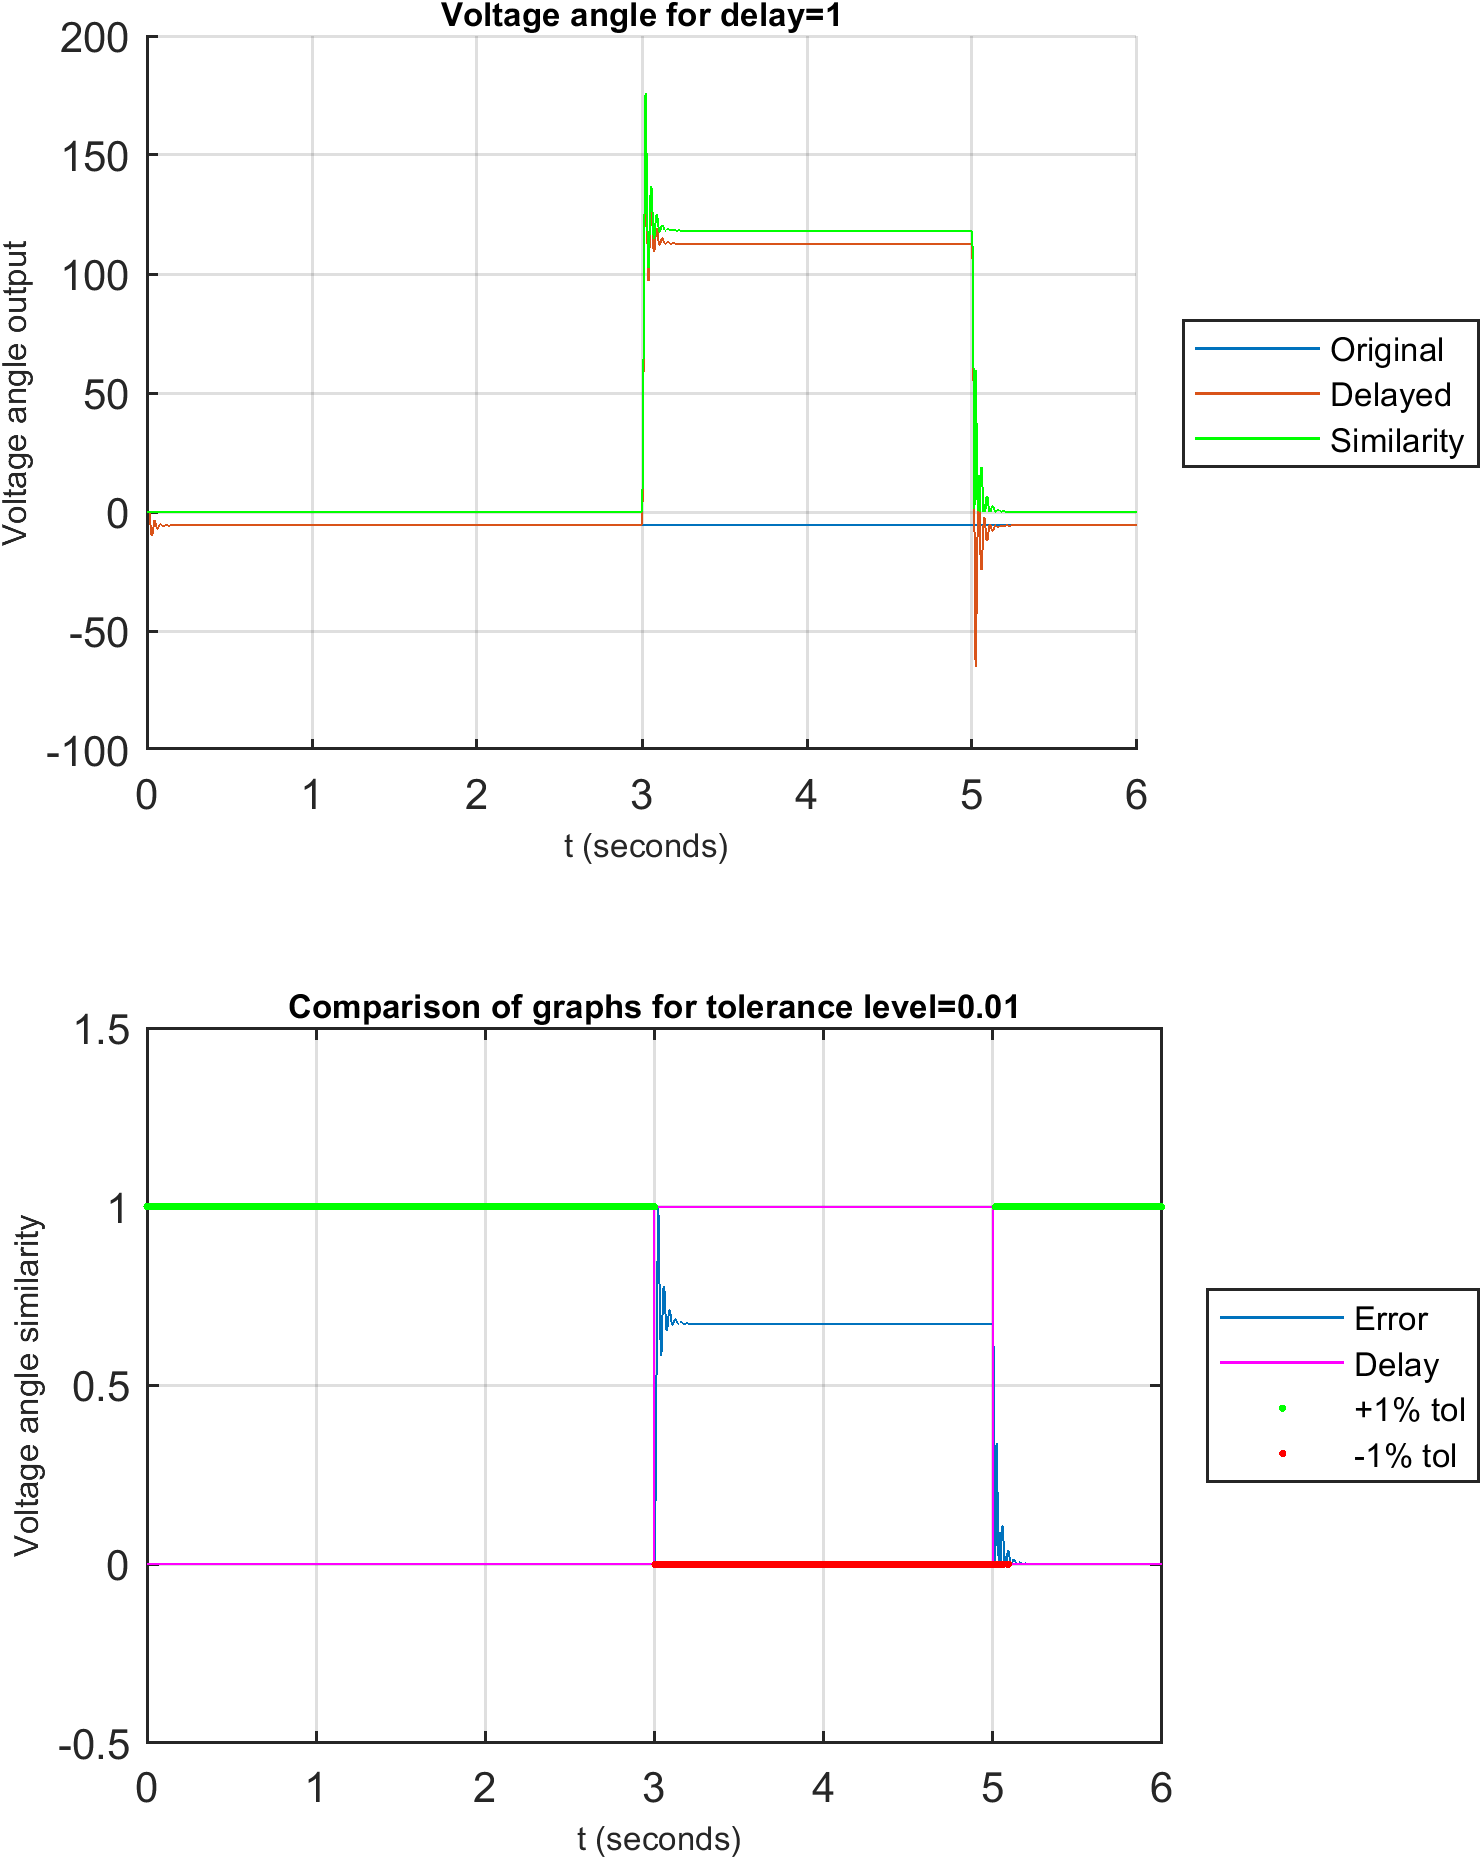 Voltage angle for delay=1
200
150
100
50
0
-50
-100
Voltage angle output
0 1 2 3 4 5 6
t (seconds)
Original
Delayed
Similarity
Comparison of graphs for tolerance level=0.01
1.5
1
0.5
0
-0.5
Voltage angle similarity
0 1 2 3 4 5 6
t (seconds)
Error
Delay
+1% tol
-1% tol